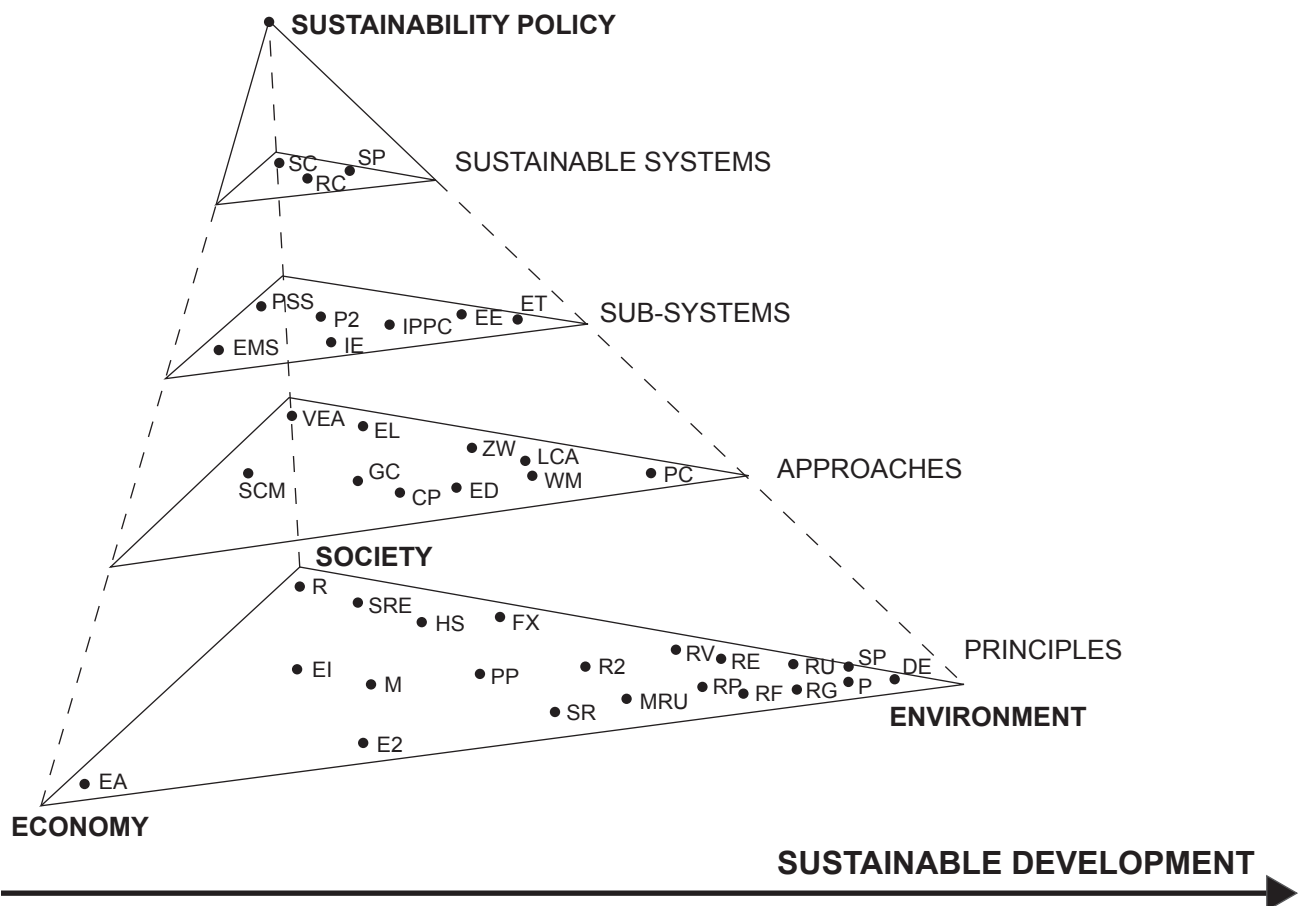 SUSTAINABILITY POLICY
SC
SP
RC
SUSTAINABLE SYSTEMS
PSS
P2
IPPC
EE
ET
EMS
IE
SUB-SYSTEMS
VEA
EL
ZW
LCA
SCM
GC
CP
ED
WM
PC
APPROACHES
SOCIETY
R
SRE
HS
FX
EI
M
PP
R2
RV
RE
RU
SP
DE
PRINCIPLES
SR
MRU
RP
RF
RG
P
E2
EA
ENVIRONMENT
ECONOMY
SUSTAINABLE DEVELOPMENT